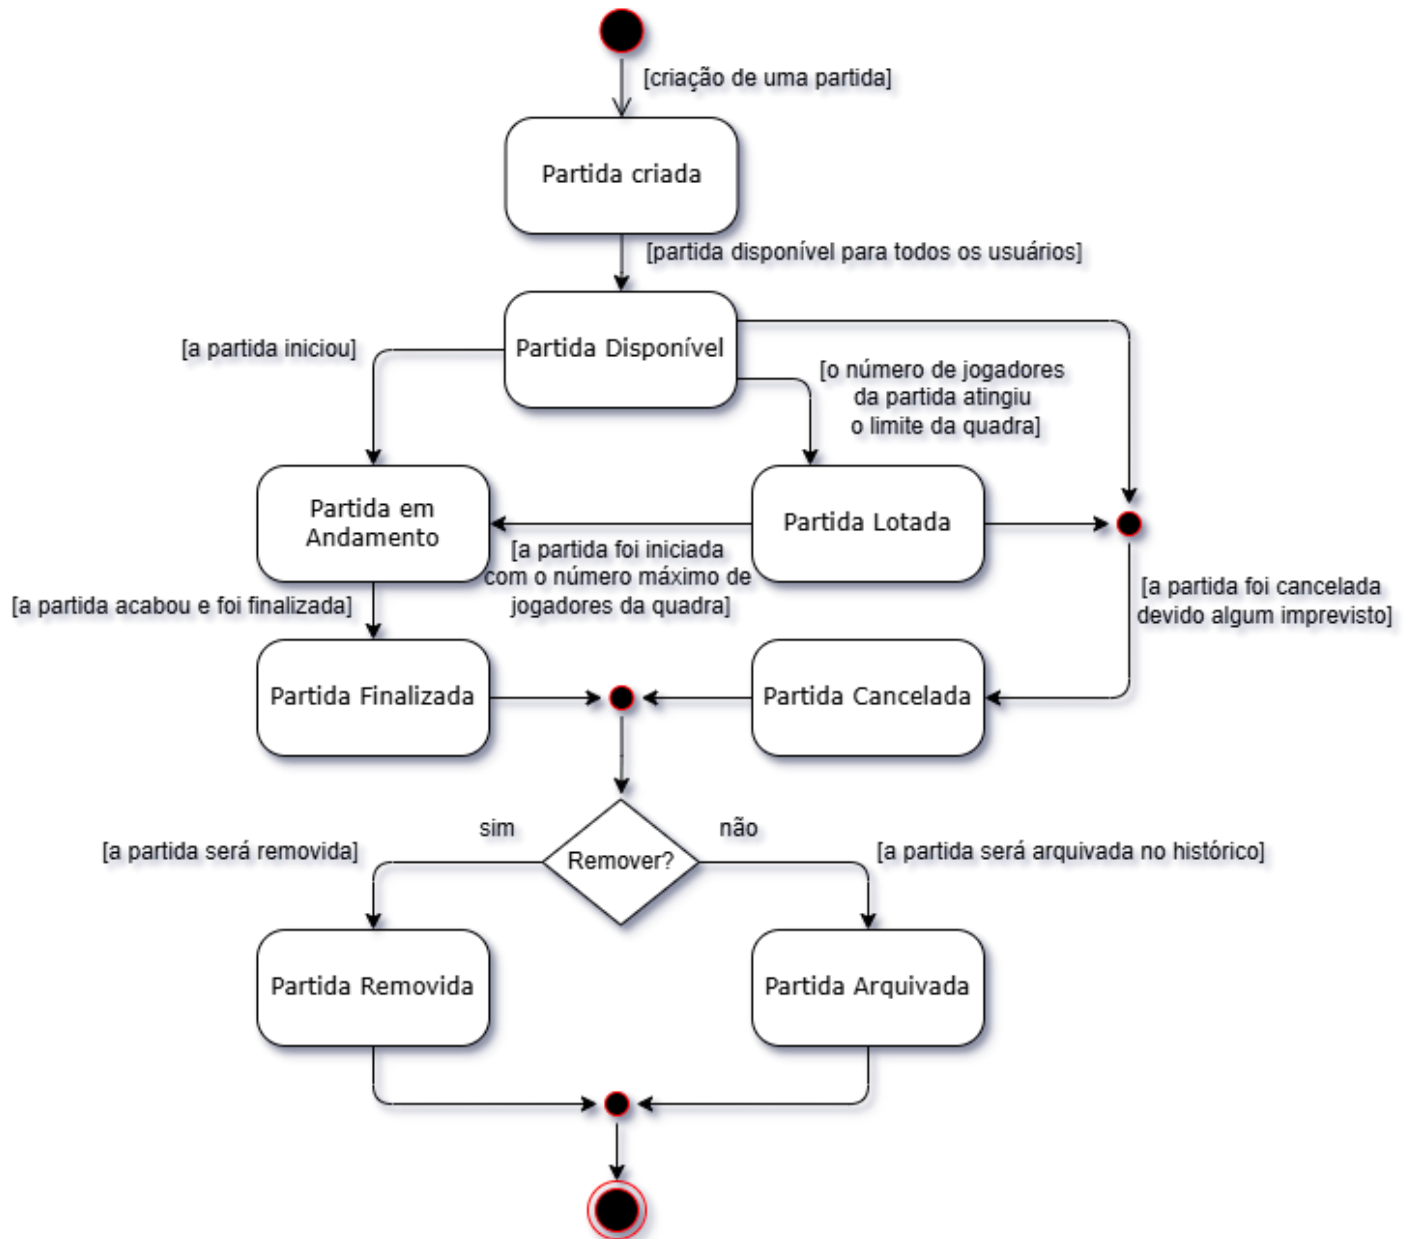 [criação de uma partida]
Partida criada
[partida disponível para todos os usuários]
[a partida iniciou]
Partida Disponível
[o número de jogadores
da partida atingiu
o limite da quadra]
Partida em
Andamento
Partida Lotada
[a partida foi iniciada
com o número máximo de
jogadores da quadra]
[a partida foi cancelada
devido algum imprevisto]
[a partida acabou e foi finalizada]
Partida Finalizada
Partida Cancelada
sim
não
[a partida será removida]
Remover?
[a partida será arquivada no histórico]
Partida Removida
Partida Arquivada